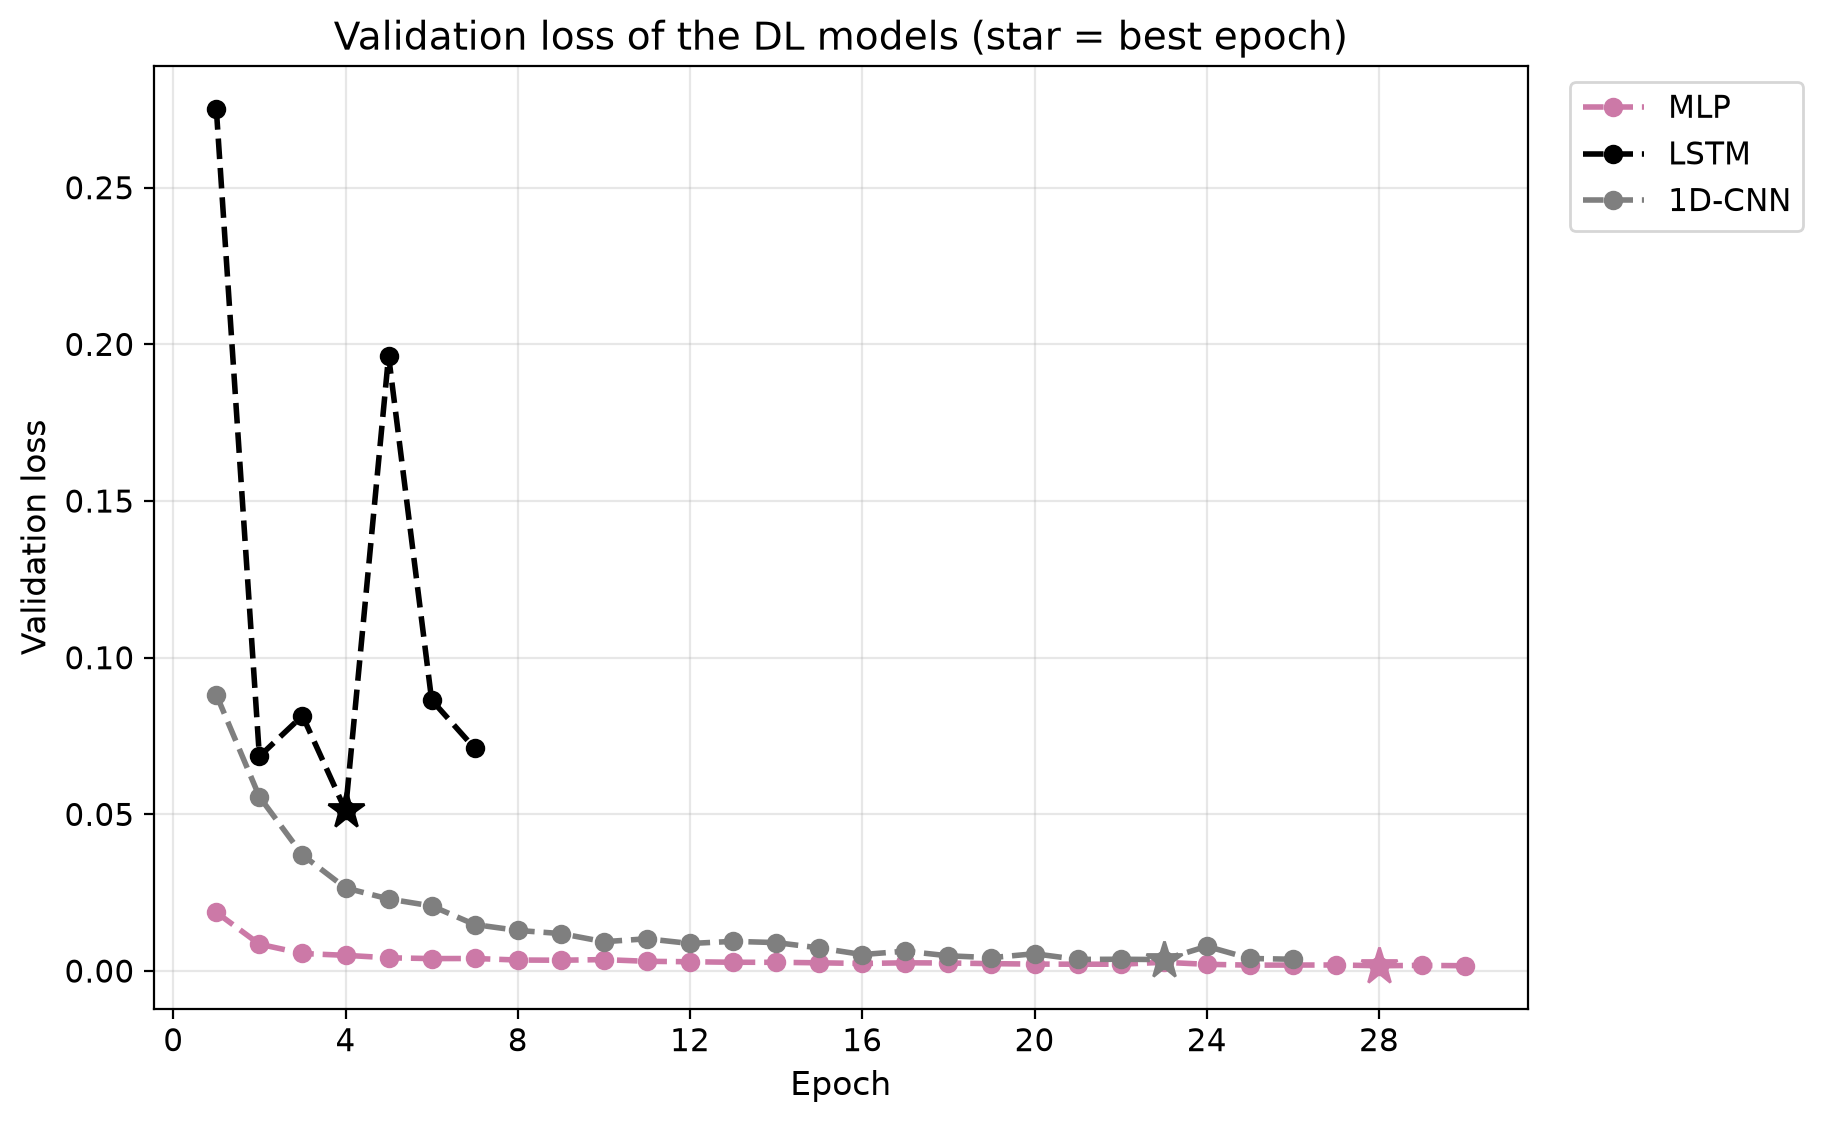 Validation loss of the DL models (star = best epoch)
MLP
LSTM
1D-CNN
Validation loss
0.25
0.20
0.15
0.10
0.05
0.00
0 4 8 12 16 20 24 28
Epoch